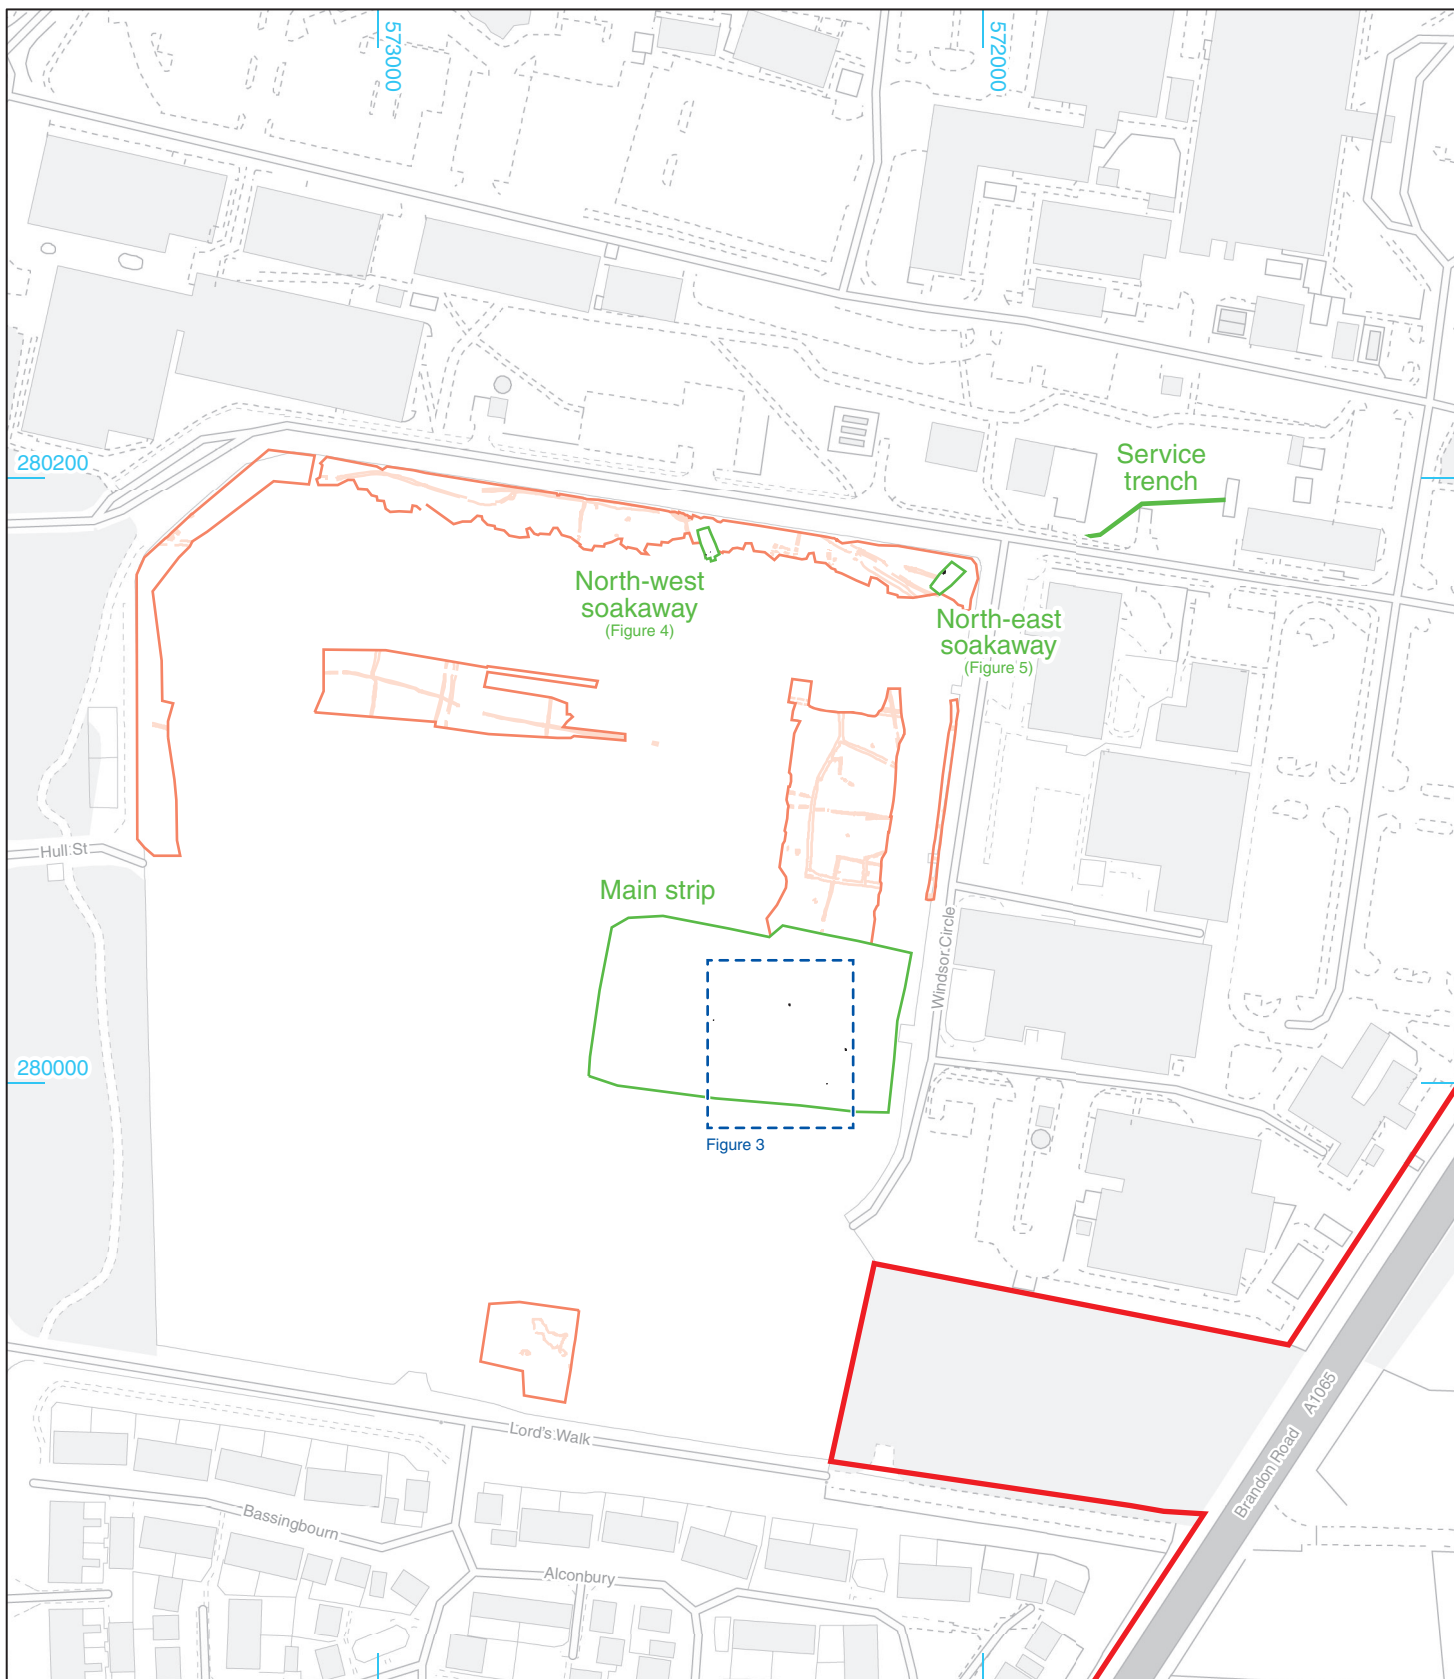 573000
572000
280200
Service
trench
North-west
soakaway
(Figure 4)
North-east
soakaway
(Figure 5)
Hull St
Main strip
Windsor Circle
280000
Figure 3
Lord's Walk
Brandon Road A1065
Bassingbourn
Alconbury